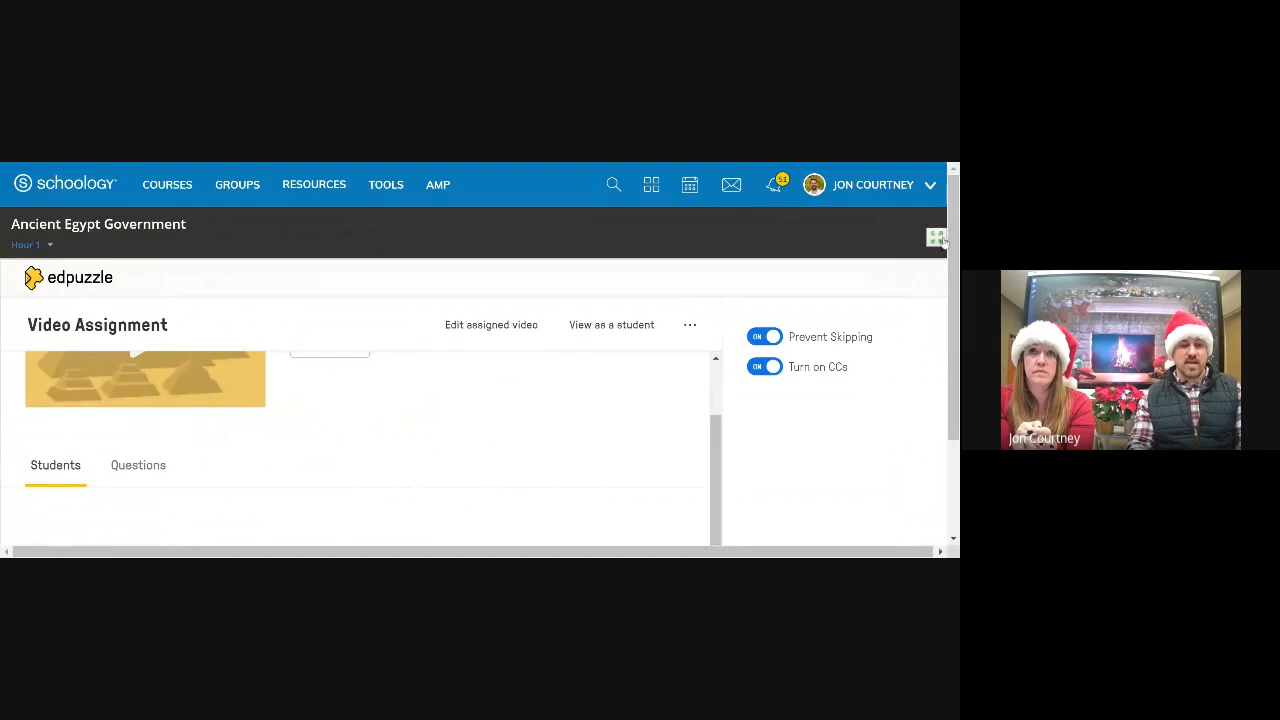 schoology
COURSES
GROUPS
RESOURCES
TOOLS
AMP
51
JON COURTNEY
Ancient Egypt Government
Hour 1
edpuzzle
Video Assignment
Edit assigned video
View as a student
ON Prevent Skipping
ON Turn on CCs
Students
Questions
Jon Courtney